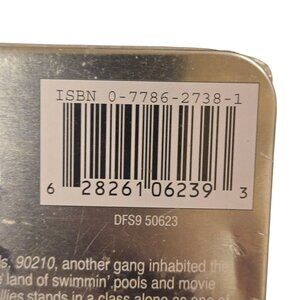 ISBN 0-7786-2738-1
6 28261 06239 3
DFS9 50623
90210, another gang inhabited the
land of swimmin' pools and movie
stands in a class alone as one of